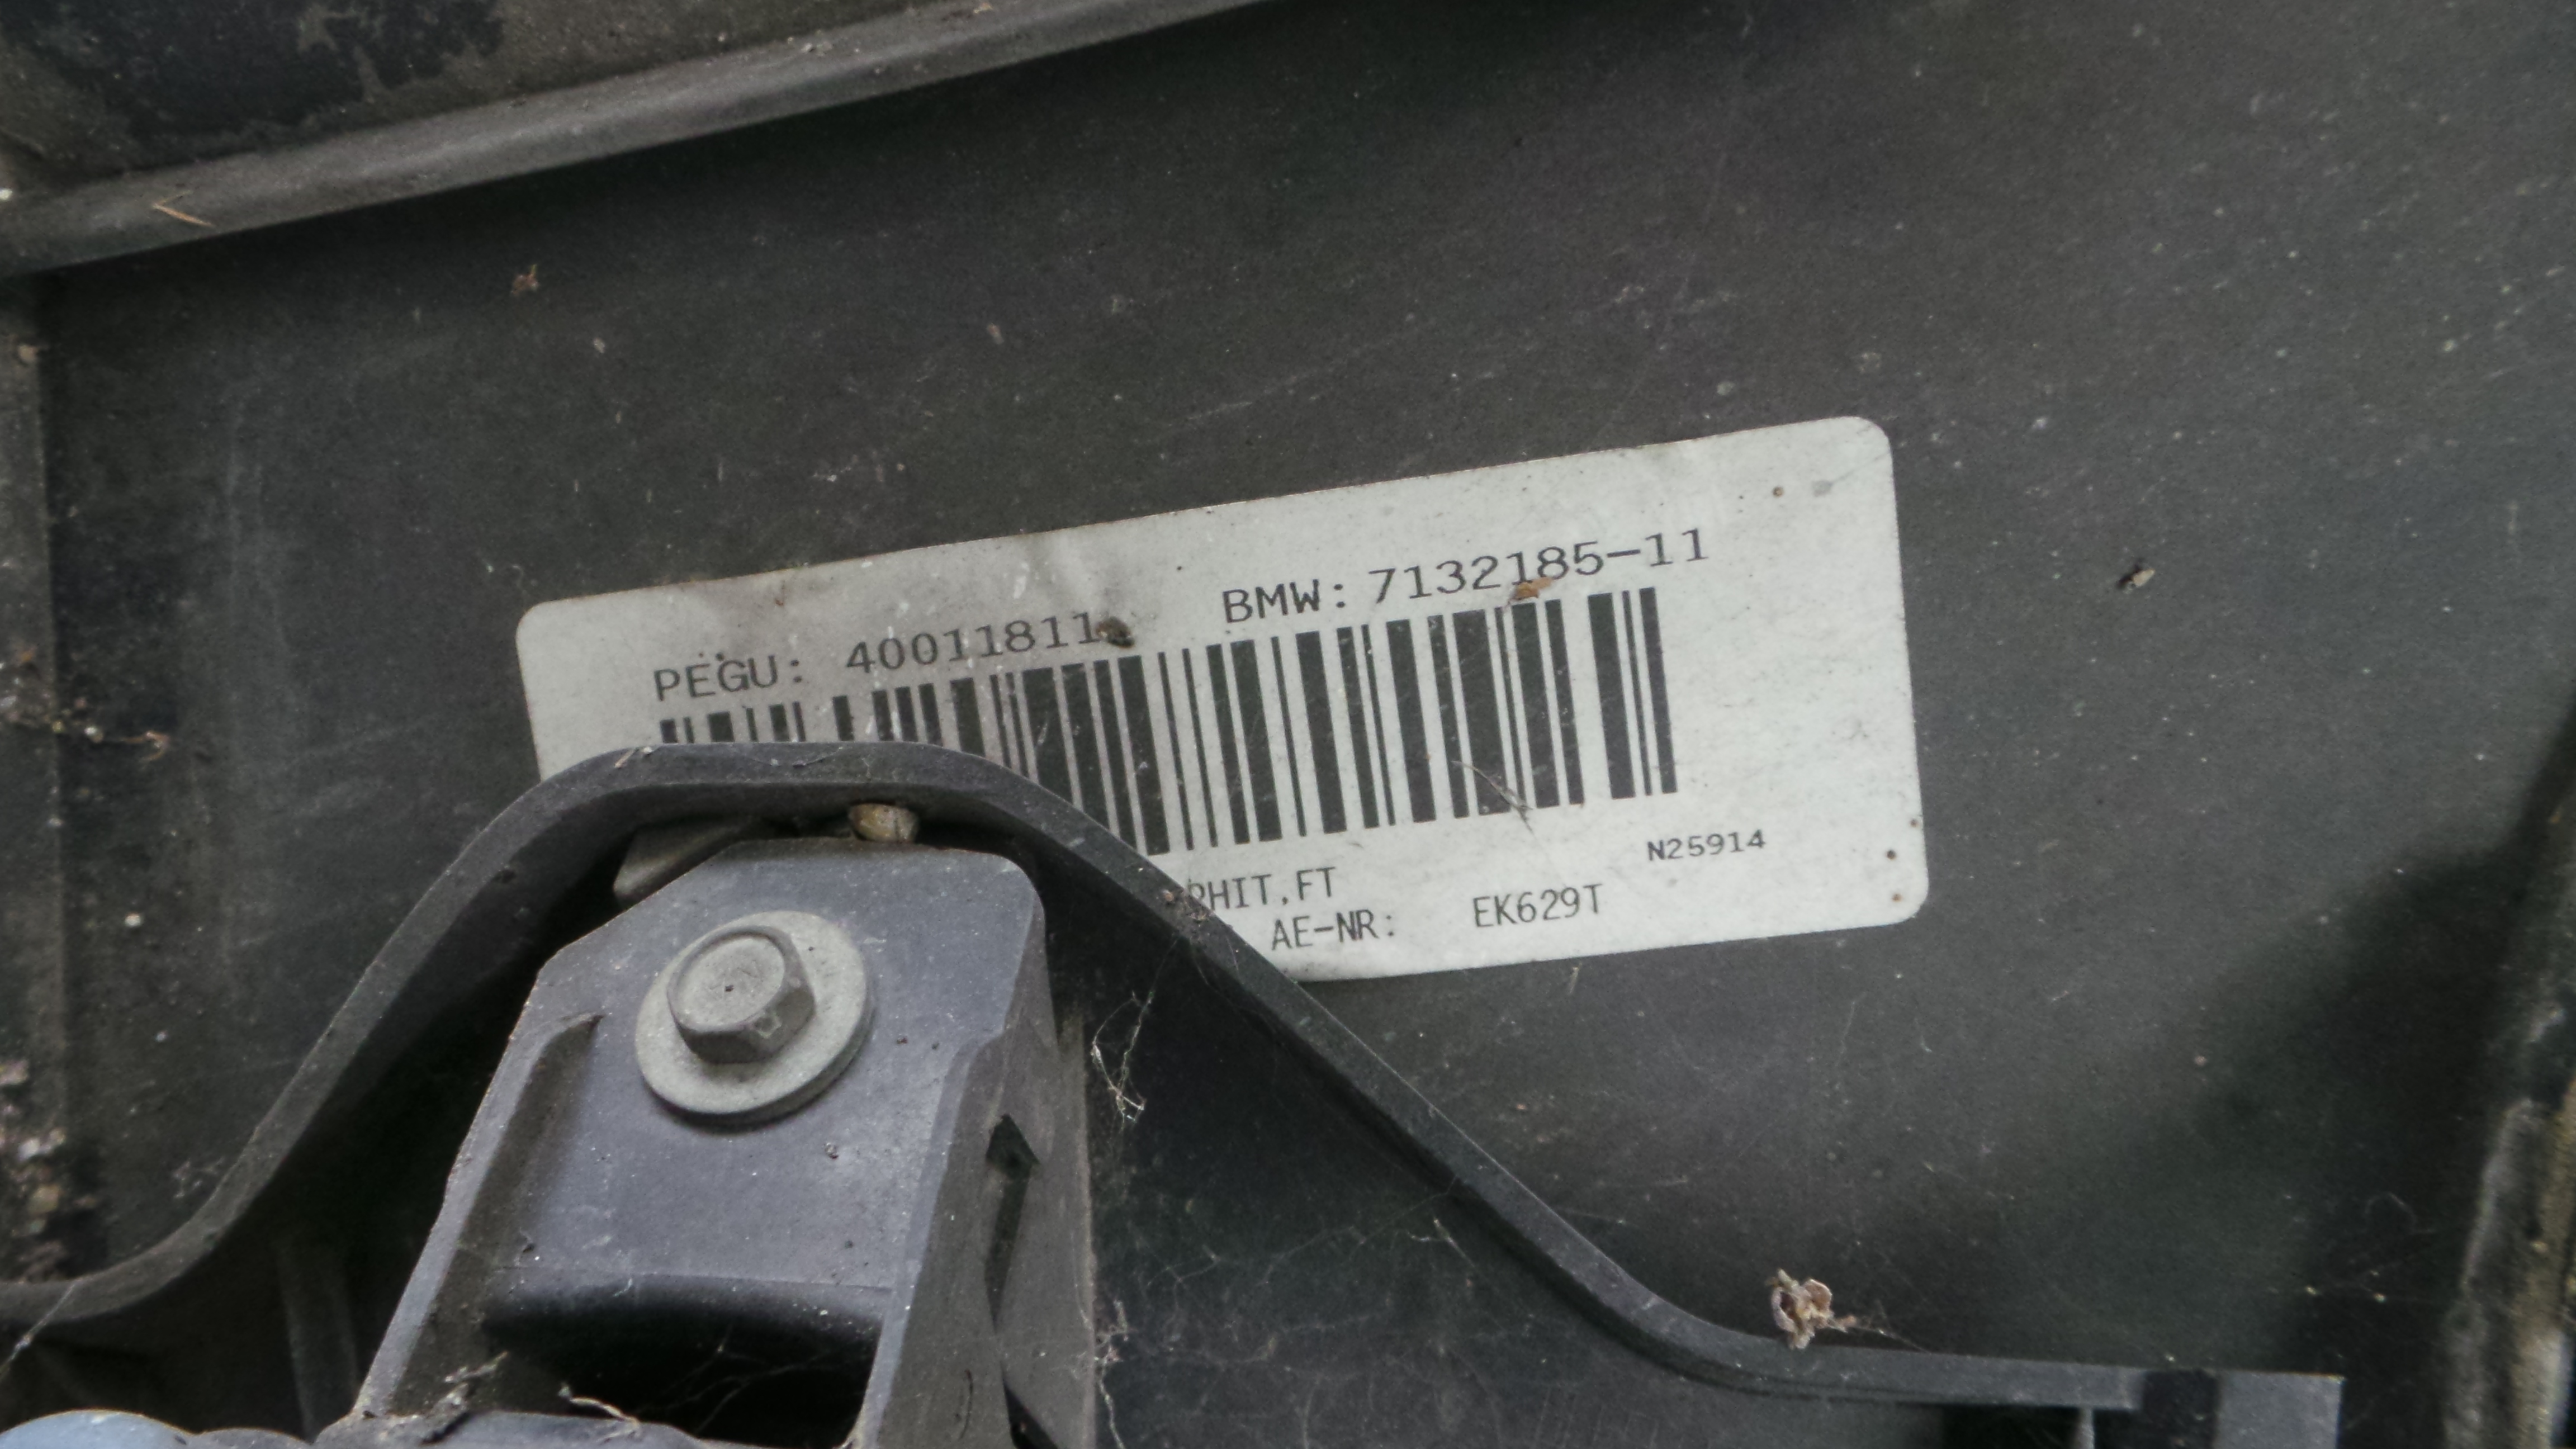 PEGU: 40011811 BMW: 7132185-11
N25914
PHIT,FT
AE-NR: EK629T